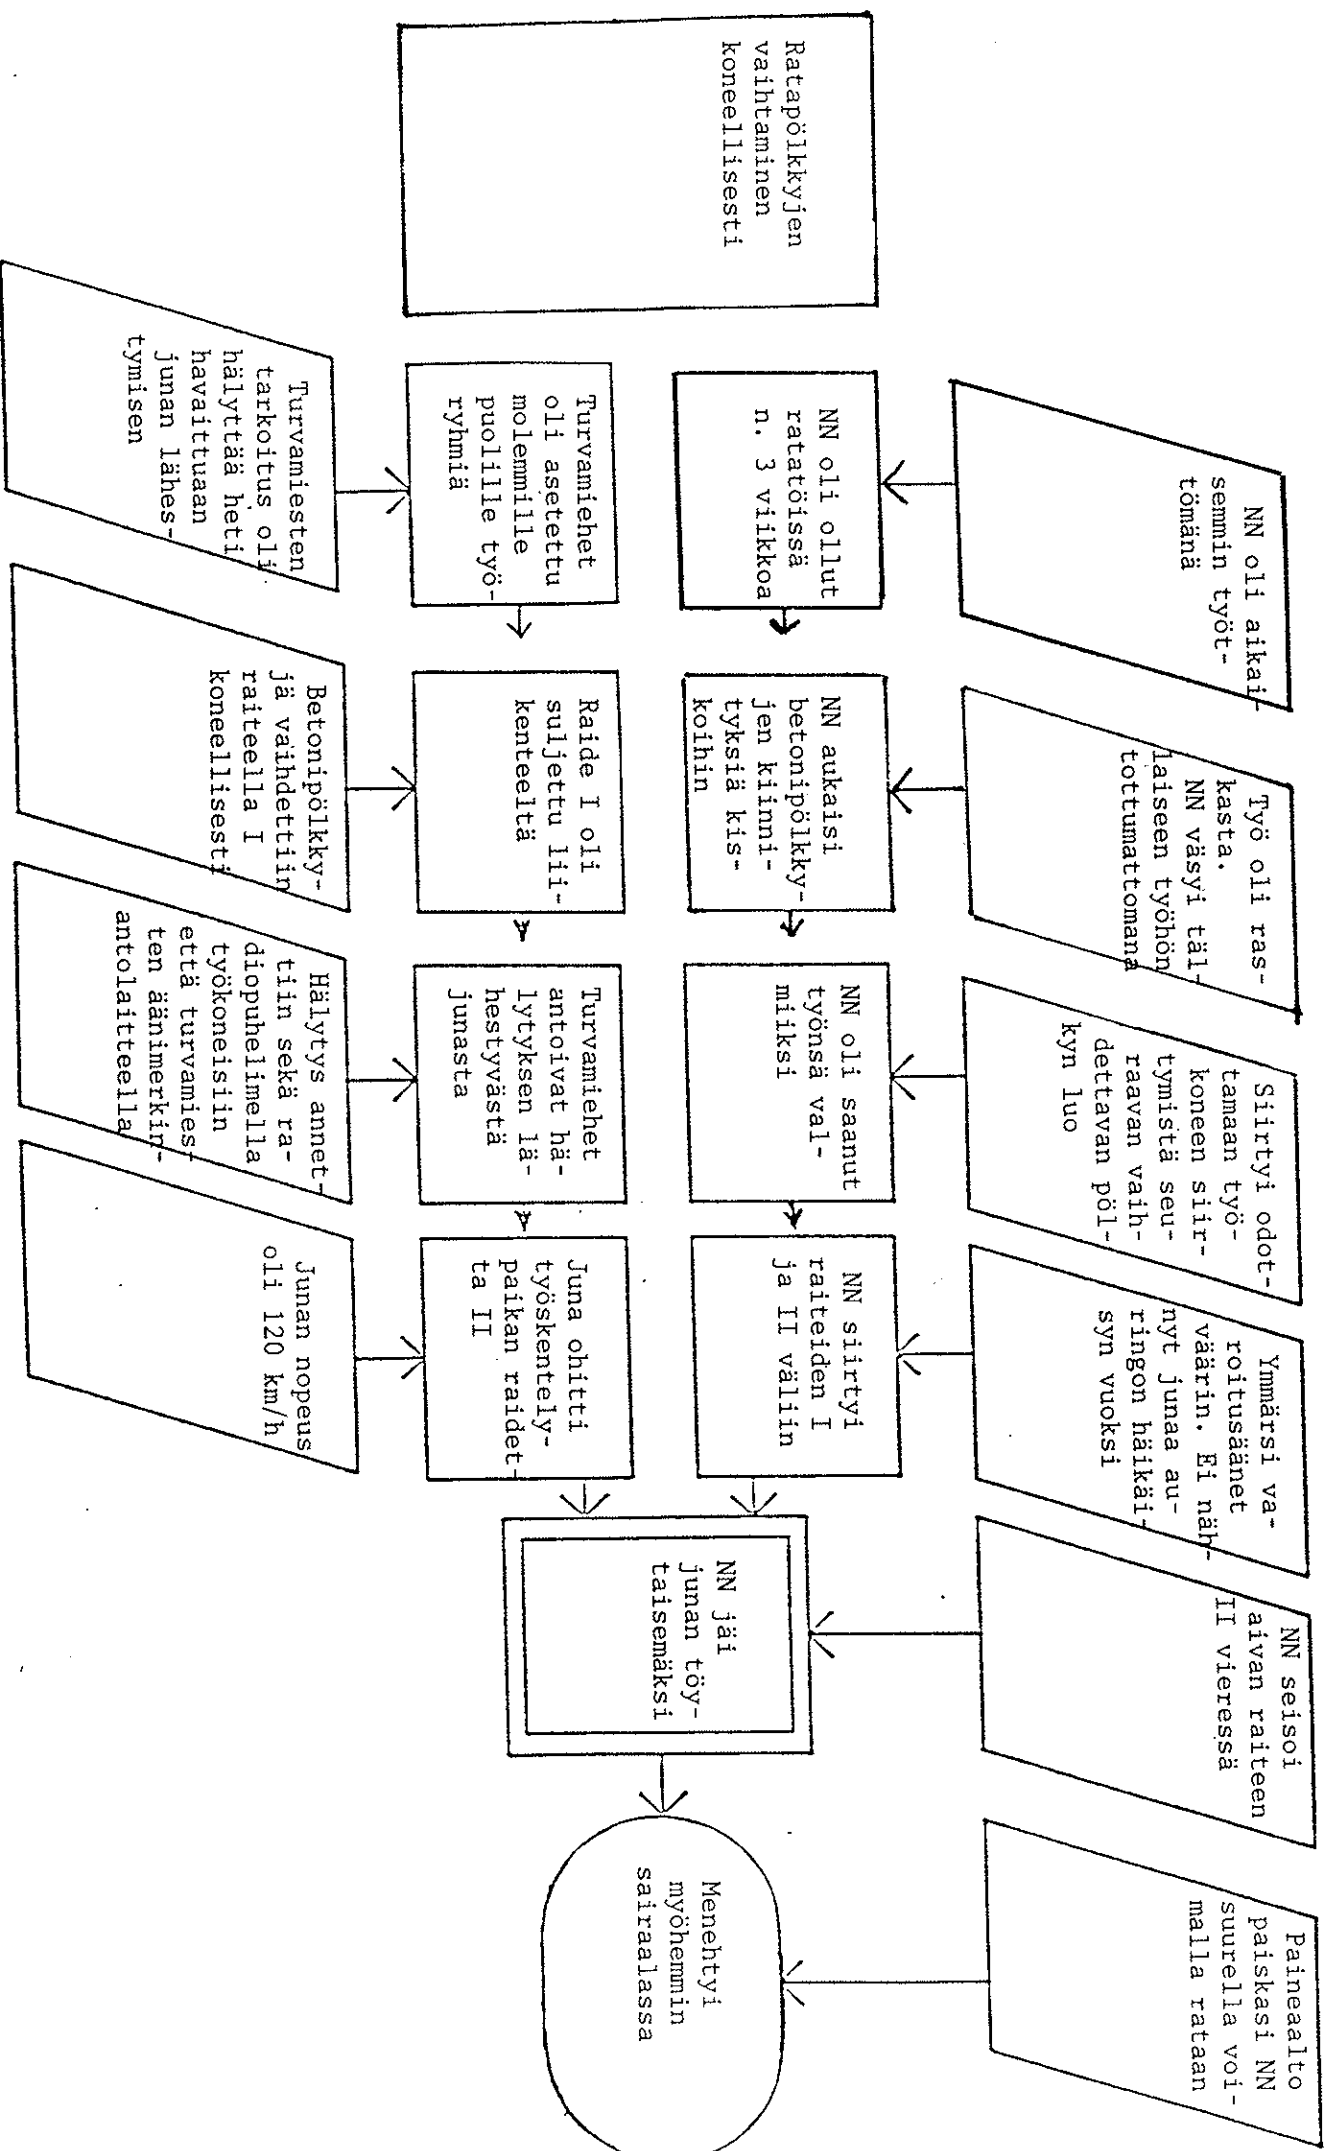 Ratapölkkyjen
vaihtaminen
koneellisesti
NN oli aikai-
semmin työt-
tömänä
Työ oli ras-
kasta.
NN väsyi täl-
laiseen työhön
tottumattomana
Siirtyi odot-
tamaan työ-
koneen siir-
tymistä seu-
raavan vaih-
dettavan pöl-
kyn luo
Ymmärsi va-
roitusäänet
väärin. Ei näh-
nyt junaa au-
ringon häikäi-
syn vuoksi
NN seisoi
aivan raiteen
II vieressä
Paineaalto
paiskasi NN
suurella voi-
malla rataan
NN oli ollut
ratatöissä
n. 3 viikkoa
NN aukaisi
betonipölkky-
jen kiinni-
tyksiä kis-
koihin
NN oli saanut
työnsä val-
miiksi
NN siirtyi
raiteiden I
ja II väliin
Turvamiehet
oli asetettu
molemmille
puolille työ-
ryhmiä
Raide I oli
suljettu lii-
kenteeltä
Turvamiehet
antoivat hä-
lytyksen lä-
hestyvästä
junasta
Juna ohitti
työskentely-
paikan raidet-
ta II
NN jäi
junan töy-
täisemäksi
Menehtyi
myöhemmin
sairaalassa
Turvamiesten
tarkoitus oli
hälyttää heti
havaittuaan
junan lähes-
tymisen
Betonipölkky-
jä vaihdettiin
raiteella I
koneellisesti
Hälytys annet-
tiin sekä ra-
diopuhelimella
työkoneisiin
että turvamies-
ten äänimerkin-
antolaitteella
Junan nopeus
oli 120 km/h